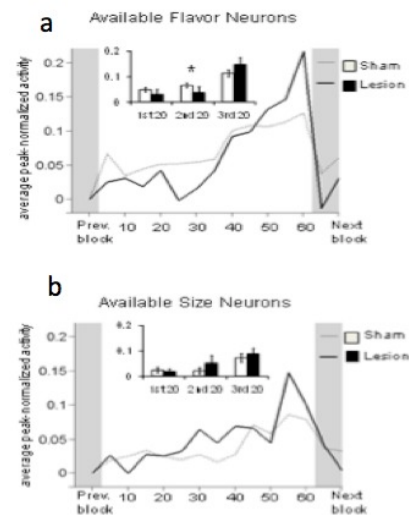 a
Available Flavor Neurons
average peak-normalized activity
0.2
0.15
0.1
0.05
0
0.2
0.1
0
*
1st 20 2nd 20 3rd 20
Sham
Lesion
Prev. block 10 20 30 40 50 60 Next block
b
Available Size Neurons
average peak-normalized activity
0.2
0.15
0.1
0.05
0
0.2
0.1
0
1st 20 2nd 20 3rd 20
Sham
Lesion
Prev. block 10 20 30 40 50 60 Next block